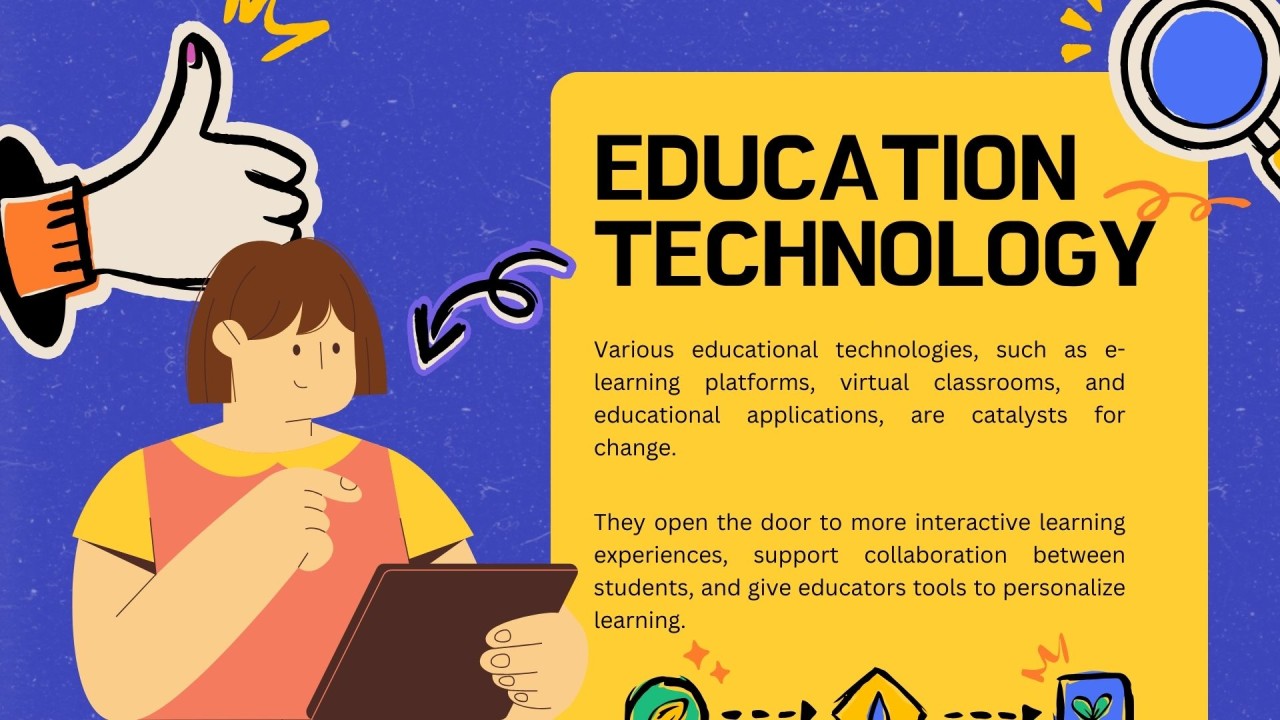 EDUCATION
TECHNOLOGY
Various educational technologies, such as e-
learning platforms, virtual classrooms, and
educational applications, are catalysts for
change.
They open the door to more interactive learning
experiences, support collaboration between
students, and give educators tools to personalize
learning.